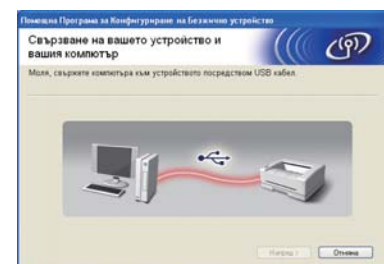 Помощна Програма за Конфигуриране на Безжично устройство
Свързване на вашето устройство и
вашия компютър
Моля, свържете компютъра към устройството посредством USB кабел.
Напред >
Отмяна